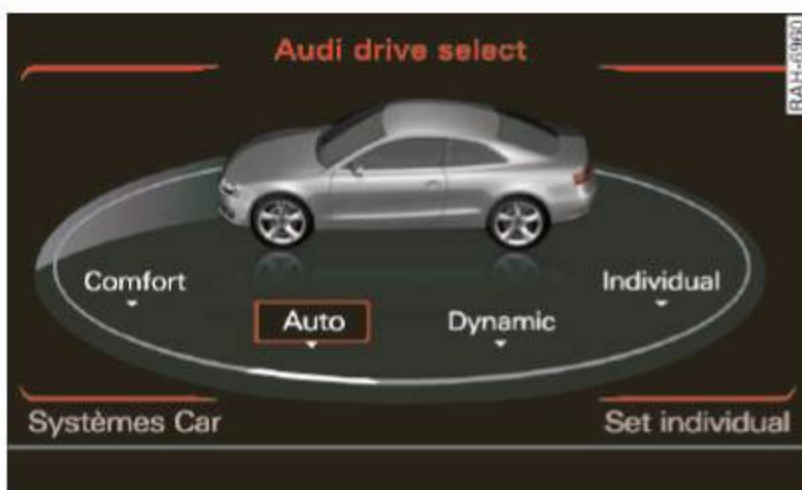 Audi drive select
RAH-6960
Comfort
Individual
Auto
Dynamic
Systèmes Car
Set individual